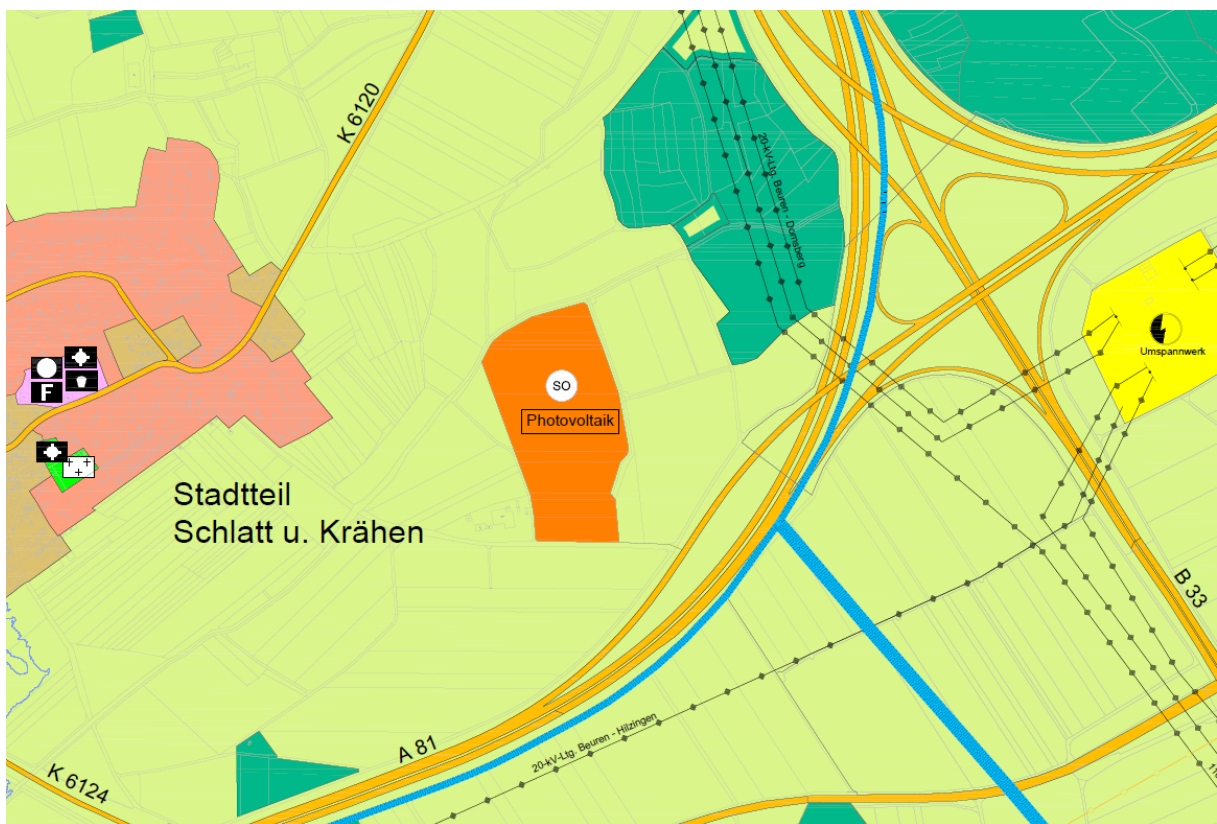 K 6120
20-kV-Ltg. Beuren - Domsberg
Umspannwerk
SO
Photovoltaik
F
Stadtteil
Schlatt u. Krähen
B 33
20-kV-Ltg. Beuren - Hilzingen
A 81
K 6124